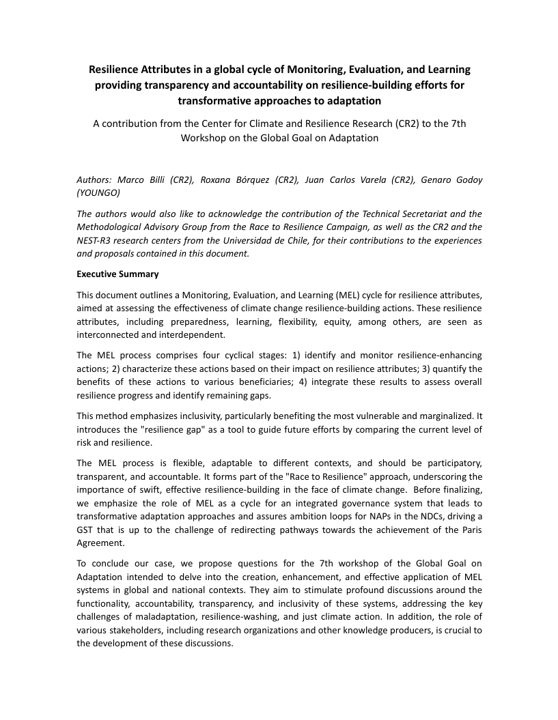 Resilience Attributes in a global cycle of Monitoring, Evaluation, and Learning
providing transparency and accountability on resilience-building efforts for
transformative approaches to adaptation
A contribution from the Center for Climate and Resilience Research (CR2) to the 7th
Workshop on the Global Goal on Adaptation
Authors: Marco Billi (CR2), Roxana Bórquez (CR2), Juan Carlos Varela (CR2), Genaro Godoy
(YOUNGO)
The authors would also like to acknowledge the contribution of the Technical Secretariat and the
Methodological Advisory Group from the Race to Resilience Campaign, as well as the CR2 and the
NEST-R3 research centers from the Universidad de Chile, for their contributions to the experiences
and proposals contained in this document.
Executive Summary
This document outlines a Monitoring, Evaluation, and Learning (MEL) cycle for resilience attributes,
aimed at assessing the effectiveness of climate change resilience-building actions. These resilience
attributes, including preparedness, learning, flexibility, equity, among others, are seen as
interconnected and interdependent.
The MEL process comprises four cyclical stages: 1) identify and monitor resilience-enhancing
actions; 2) characterize these actions based on their impact on resilience attributes; 3) quantify the
benefits of these actions to various beneficiaries; 4) integrate these results to assess overall
resilience progress and identify remaining gaps.
This method emphasizes inclusivity, particularly benefiting the most vulnerable and marginalized. It
introduces the "resilience gap" as a tool to guide future efforts by comparing the current level of
risk and resilience.
The MEL process is flexible, adaptable to different contexts, and should be participatory,
transparent, and accountable. It forms part of the "Race to Resilience" approach, underscoring the
importance of swift, effective resilience-building in the face of climate change. Before finalizing,
we emphasize the role of MEL as a cycle for an integrated governance system that leads to
transformative adaptation approaches and assures ambition loops for NAPs in the NDCs, driving a
GST that is up to the challenge of redirecting pathways towards the achievement of the Paris
Agreement.
To conclude our case, we propose questions for the 7th workshop of the Global Goal on
Adaptation intended to delve into the creation, enhancement, and effective application of MEL
systems in global and national contexts. They aim to stimulate profound discussions around the
functionality, accountability, transparency, and inclusivity of these systems, addressing the key
challenges of maladaptation, resilience-washing, and just climate action. In addition, the role of
various stakeholders, including research organizations and other knowledge producers, is crucial to
the development of these discussions.